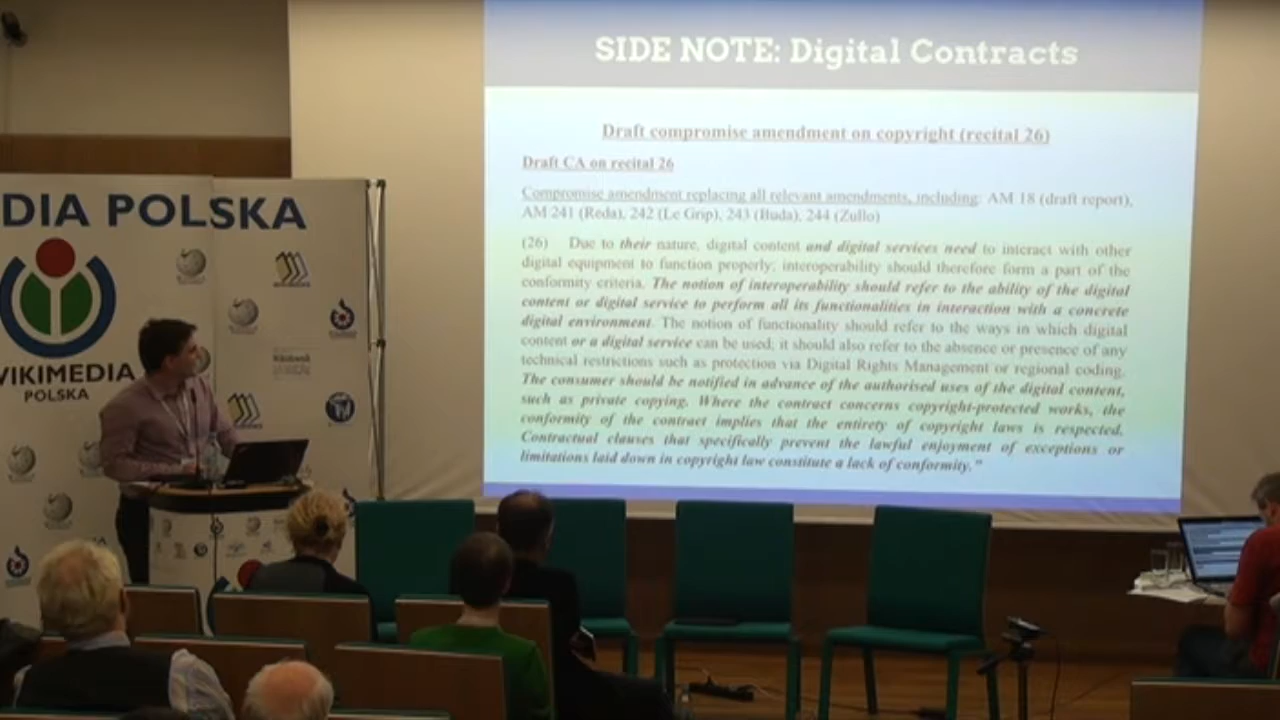 SIDE NOTE: Digital Contracts
Draft compromise amendment on copyright (recital 26)
Draft CA on recital 26
Compromise amendment replacing all relevant amendments, including: AM 18 (draft report),
AM 241 (Reda), 242 (Le Grip), 243 (Buda), 244 (Zullo)
(26) Due to their nature, digital content and digital services need to interact with other
digital equipment to function properly; interoperability should therefore form a part of the
conformity criteria. The notion of interoperability should refer to the ability of the digital
content or digital service to perform all its functionalities in interaction with a concrete
digital environment. The notion of functionality should refer to the ways in which digital
content or a digital service can be used; it should also refer to the absence or presence of any
technical restrictions such as protection via Digital Rights Management or regional coding.
The consumer should be notified in advance of the authorised uses of the digital content,
such as private copying. Where the contract concerns copyright-protected works, the
conformity of the contract implies that the entirety of copyright laws is respected.
Contractual clauses that specifically prevent the lawful enjoyment of exceptions or
limitations laid down in copyright law constitute a lack of conformity."
DIA POLSKA
WIKIMEDIA
POLSKA